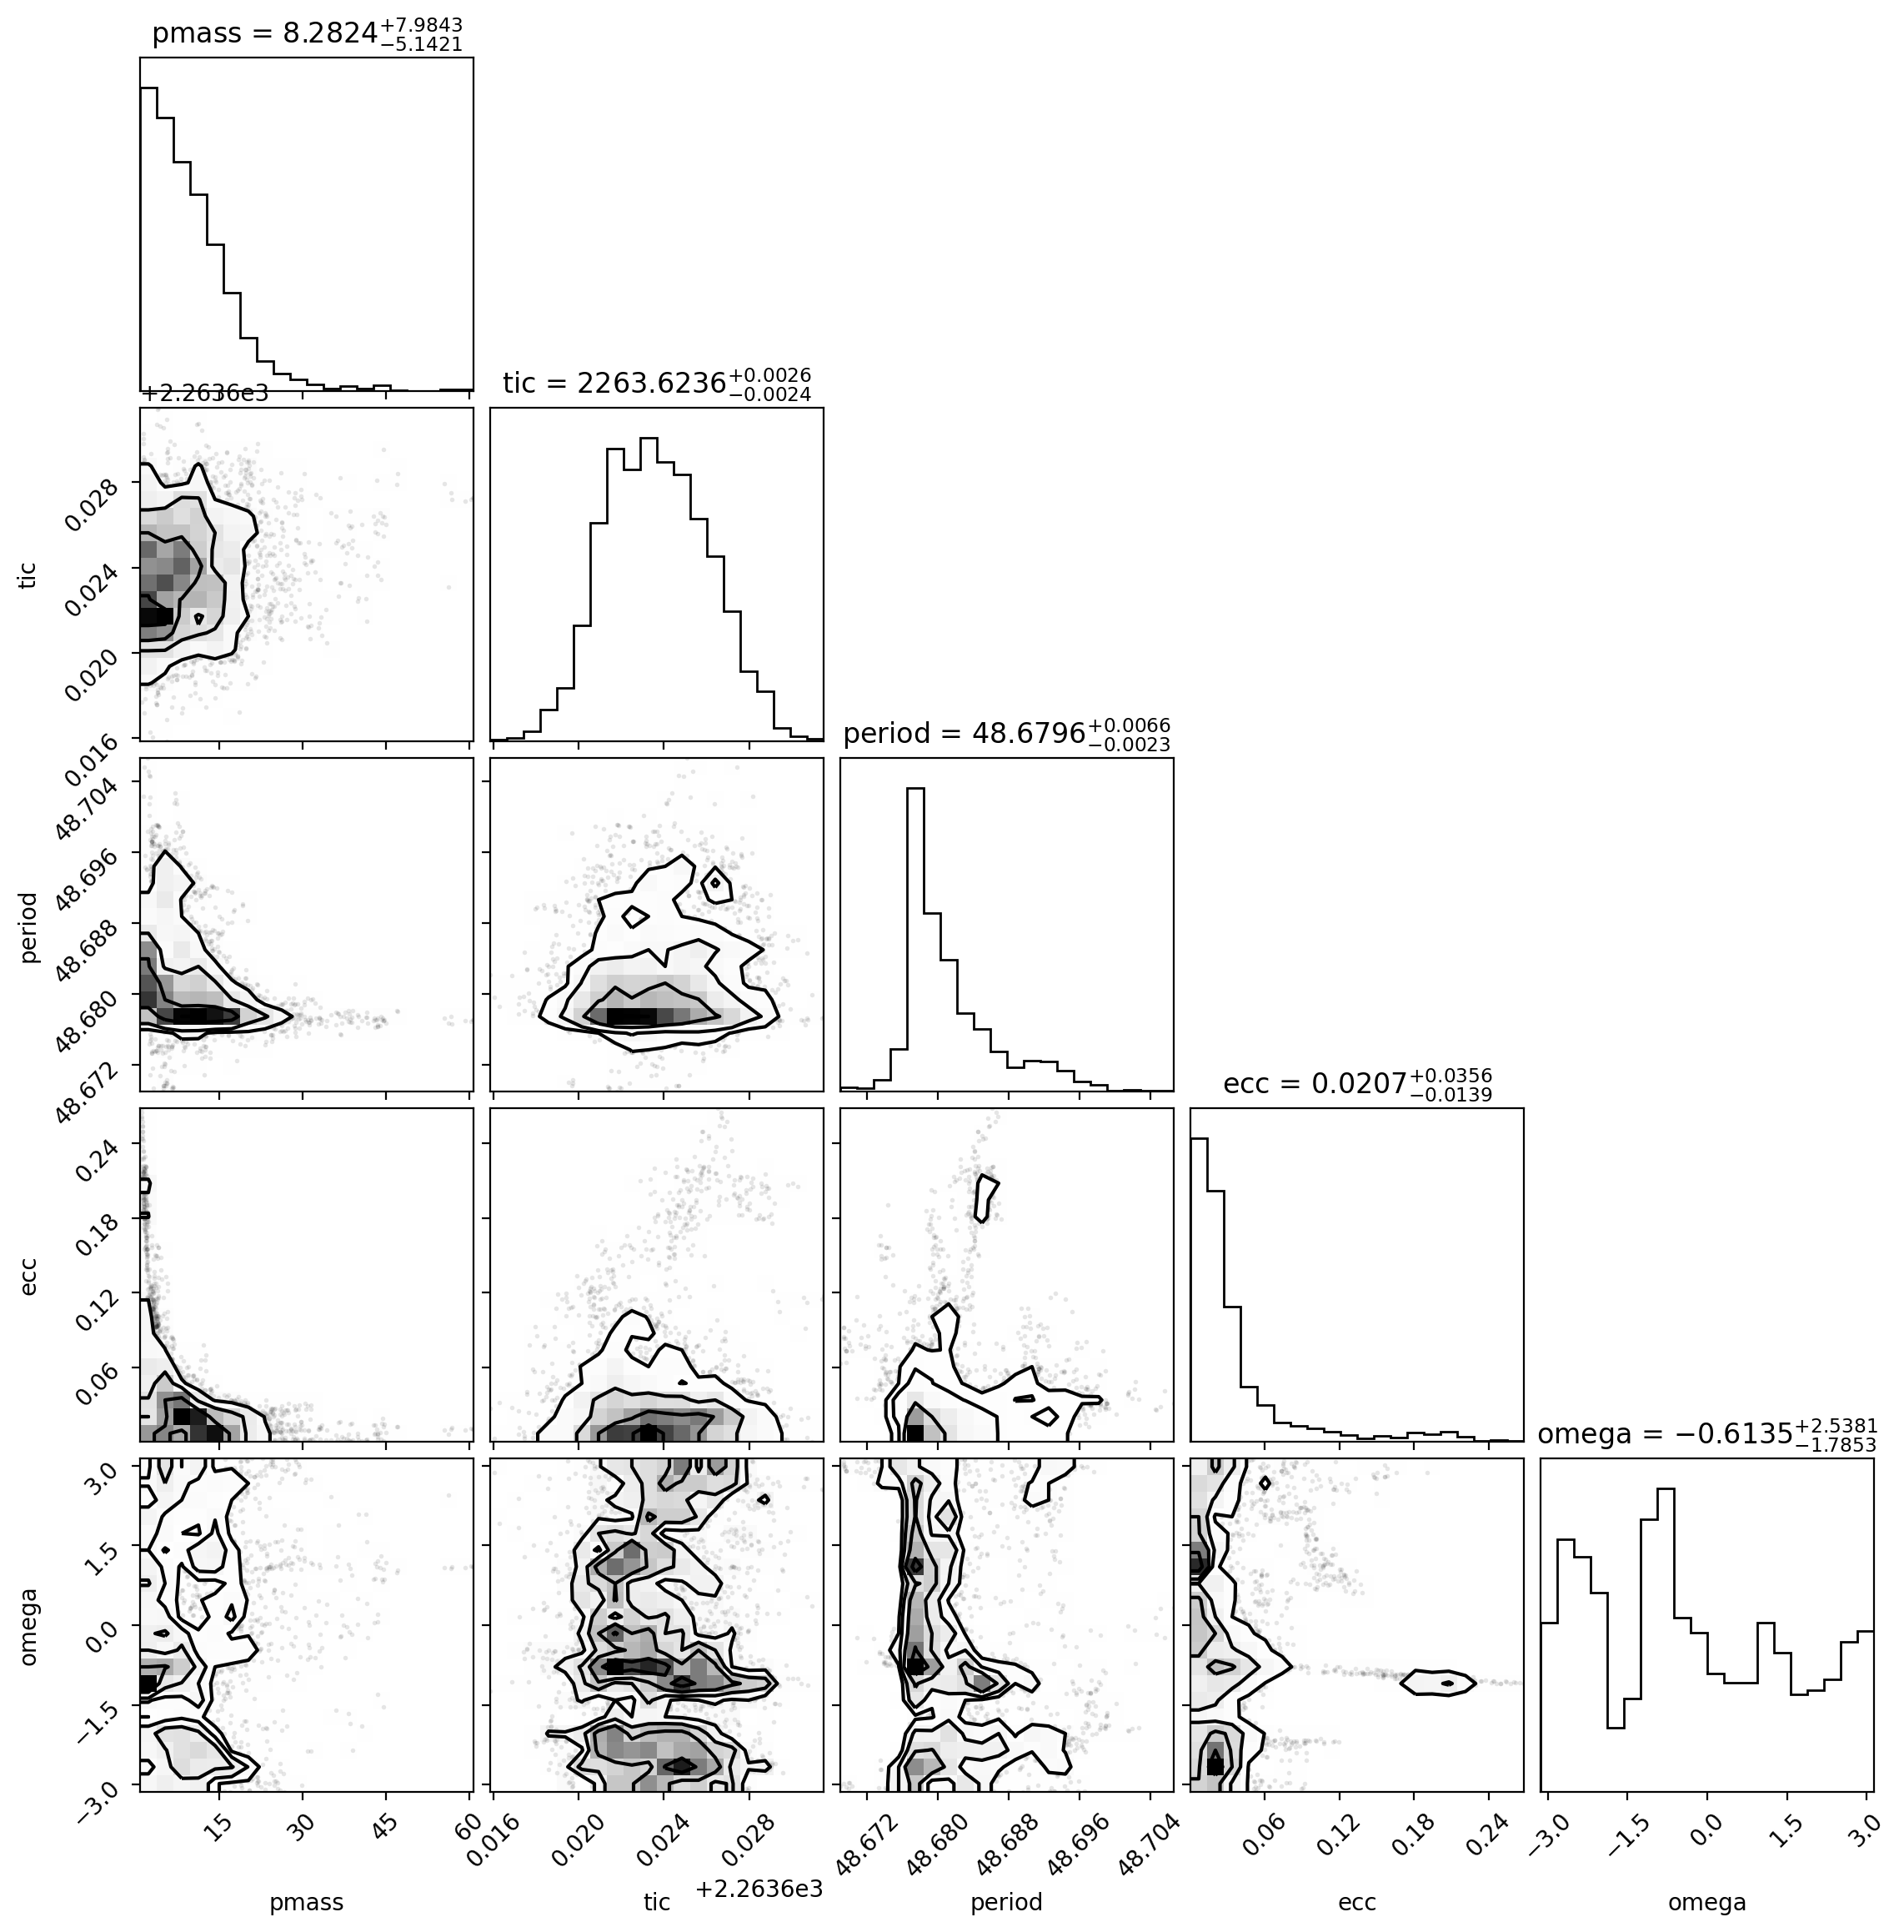 pmass = 8.2824+7.9843−5.1421
+2.2636e3
tic = 2263.6236+0.0026−0.0024
0.028
0.024
0.020
0.016
tic
period = 48.6796+0.0066−0.0023
48.704
48.696
48.688
48.680
48.672
period
ecc = 0.0207+0.0356−0.0139
0.24
0.18
0.12
0.06
ecc
omega = −0.6135+2.5381−1.7853
3.0
1.5
0.0
−1.5
−3.0
omega
15 30 45 60
0.016 0.020 0.024 0.028
48.672 48.680 48.688 48.696 48.704
0.06 0.12 0.18 0.24
−3.0 −1.5 0.0 1.5 3.0
+2.2636e3
pmass tic period ecc omega